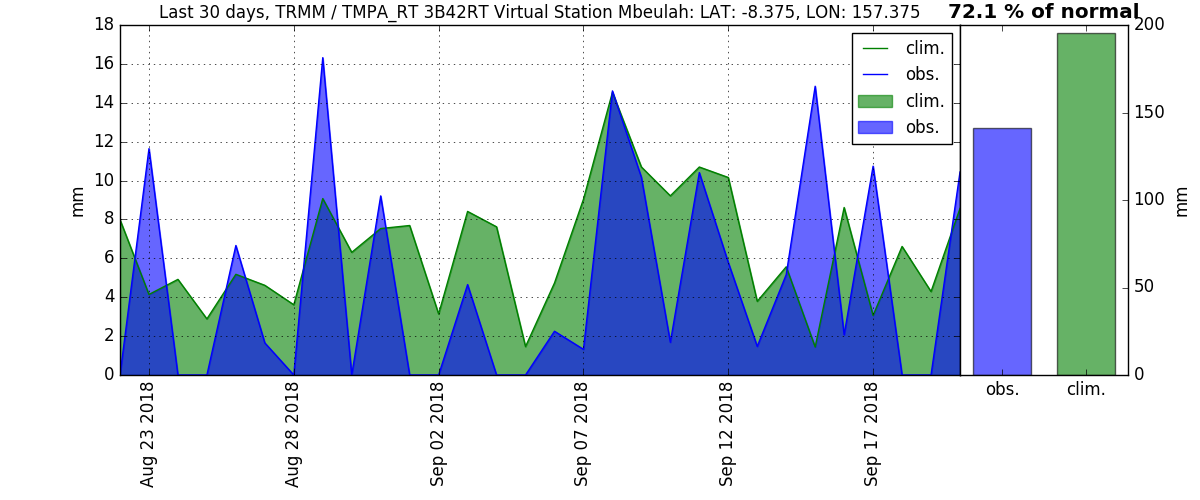 Last 30 days, TRMM / TMPA_RT 3B42RT Virtual Station Mbeulah: LAT: -8.375, LON: 157.375
72.1 % of normal
18
16
14
12
10
8
6
4
2
0
mm
clim.
obs.
clim.
obs.
Aug 23 2018
Aug 28 2018
Sep 02 2018
Sep 07 2018
Sep 12 2018
Sep 17 2018
200
150
100
50
0
mm
obs.
clim.